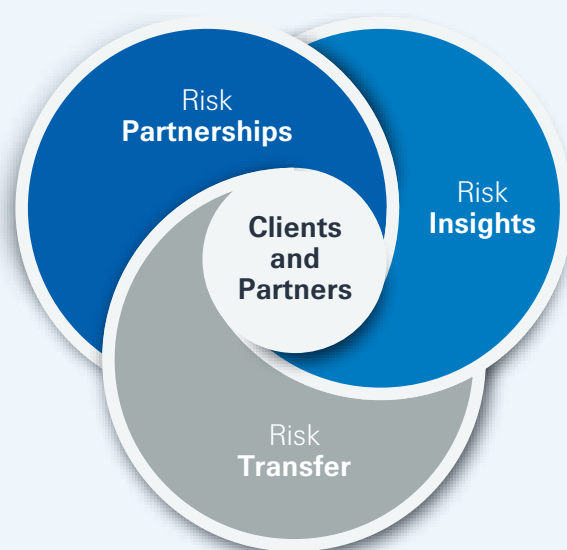 Risk
Partnerships
Risk
Insights
Clients
and
Partners
Risk
Transfer